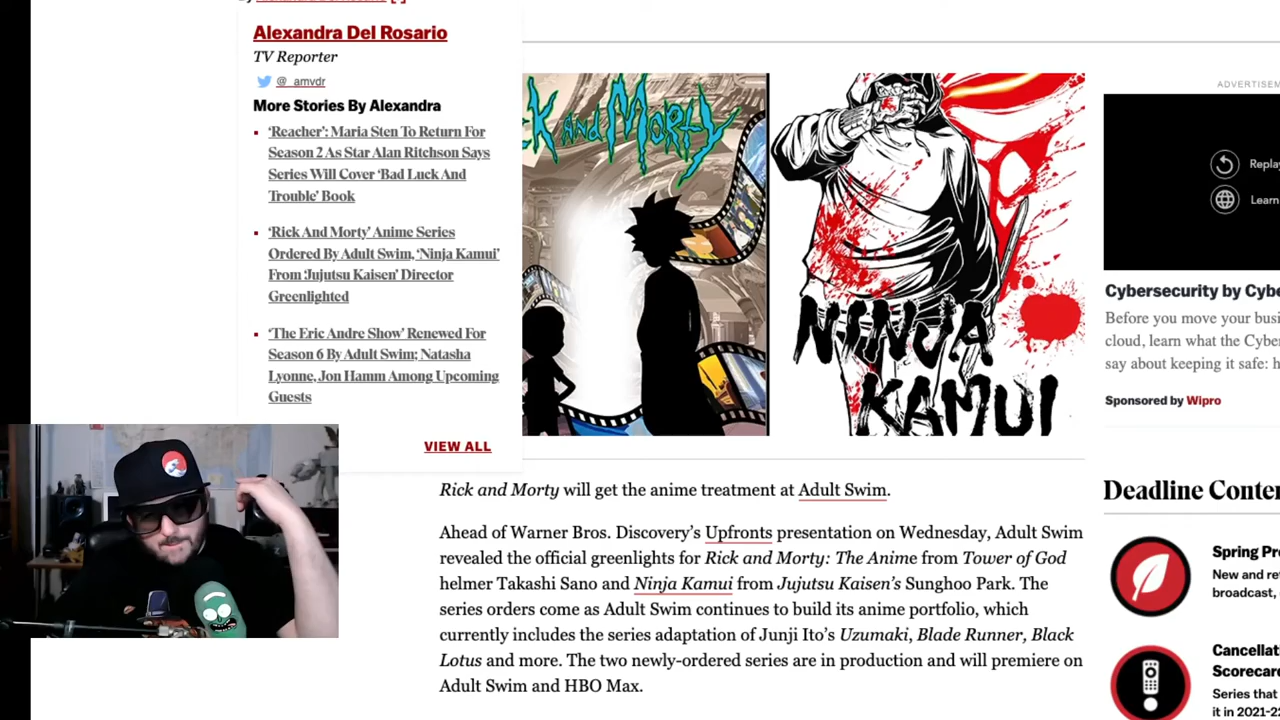 Alexandra Del Rosario
TV Reporter
@_amvdr
More Stories By Alexandra
'Reacher': Maria Sten To Return For
Season 2 As Star Alan Ritchson Says
Series Will Cover 'Bad Luck And
Trouble' Book
'Rick And Morty' Anime Series
Ordered By Adult Swim, 'Ninja Kamui'
From 'Jujutsu Kaisen' Director
Greenlighted
'The Eric Andre Show' Renewed For
Season 6 By Adult Swim; Natasha
Lyonne, Jon Hamm Among Upcoming
Guests
VIEW ALL
CK AND MORTY
NINJA
KAMUI
ADVERTISEM
Replay
Learn
Cybersecurity by Cybe
Before you move your busi
cloud, learn what the Cyber
say about keeping it safe: h
Sponsored by Wipro
Rick and Morty will get the anime treatment at Adult Swim.
Ahead of Warner Bros. Discovery's Upfronts presentation on Wednesday, Adult Swim
revealed the official greenlights for Rick and Morty: The Anime from Tower of God
helmer Takashi Sano and Ninja Kamui from Jujutsu Kaisen's Sunghoo Park. The
series orders come as Adult Swim continues to build its anime portfolio, which
currently includes the series adaptation of Junji Ito's Uzumaki, Blade Runner, Black
Lotus and more. The two newly-ordered series are in production and will premiere on
Adult Swim and HBO Max.
Deadline Conten
Spring Pr
New and re
broadcast,
Cancellati
Scorecar
Series that
it in 2021-22